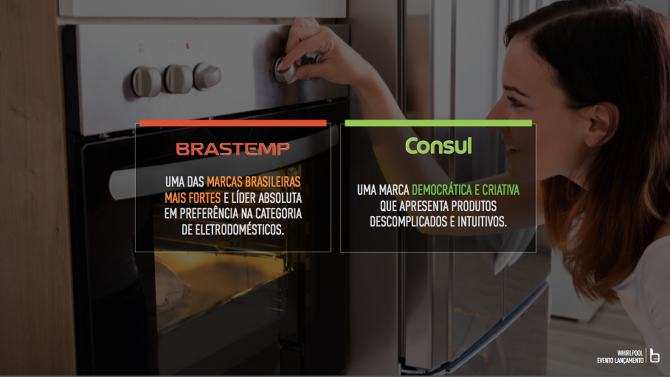 BRASTEMP
UMA DAS MARCAS BRASILEIRAS
MAIS FORTES E LÍDER ABSOLUTA
EM PREFERÊNCIA NA CATEGORIA
DE ELETRODOMÉSTICOS.
Consul
UMA MARCA DEMOCRÁTICA E CRIATIVA
QUE APRESENTA PRODUTOS
DESCOMPLICADOS E INTUITIVOS.
WHIRLPOOL
EVENTO LANÇAMENTO